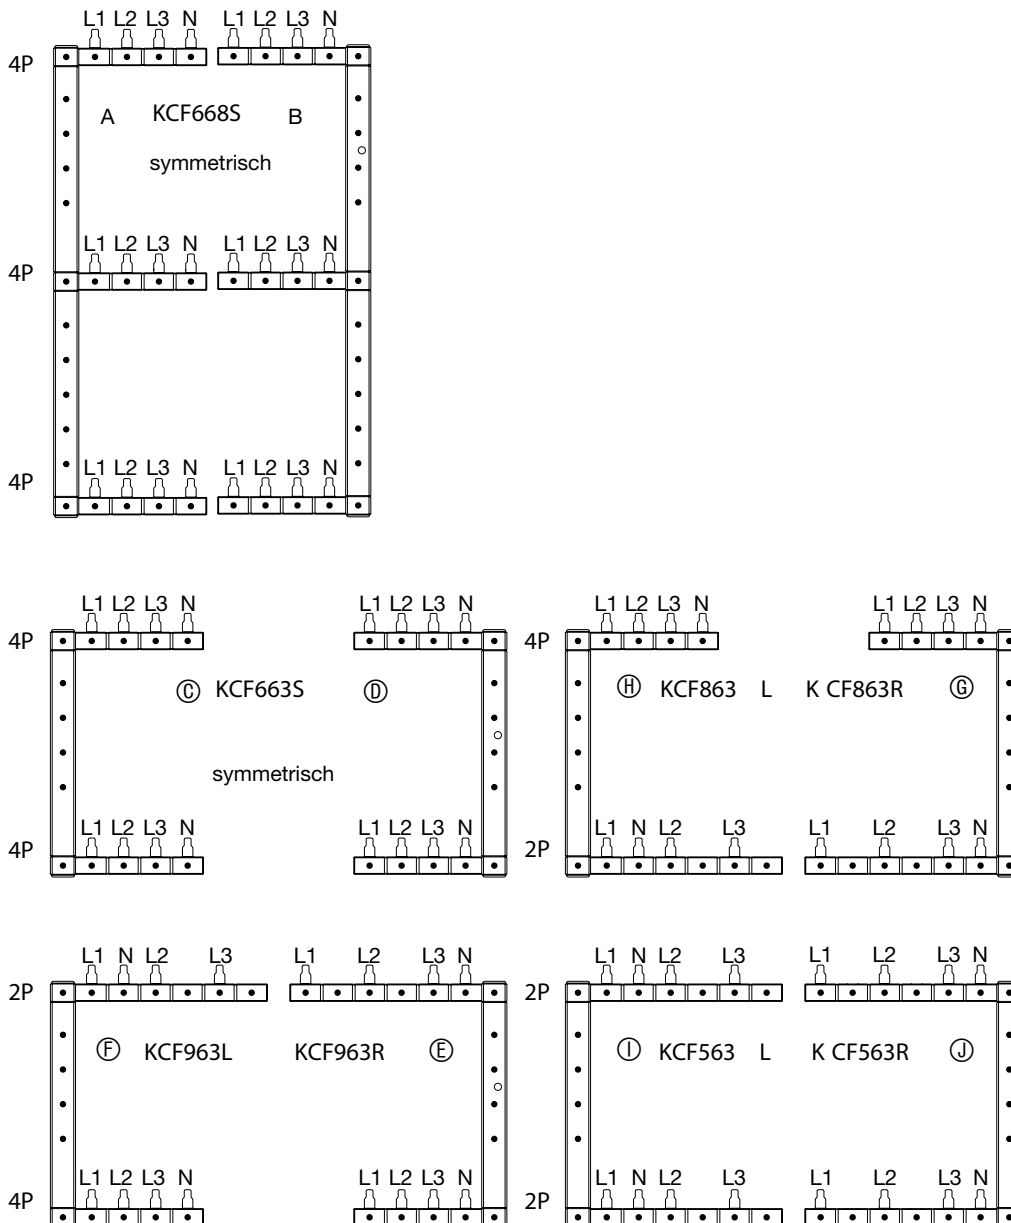 L1 L2 L3 N L1 L2 L3 N
4P
A KCF668S B
symmetrisch
L1 L2 L3 N L1 L2 L3 N
4P
L1 L2 L3 N L1 L2 L3 N
4P
L1 L2 L3 N L1 L2 L3 N L1 L2 L3 N L1 L2 L3 N
4P 4P
Ⓒ KCF663S Ⓓ Ⓗ KCF863 L K CF863R Ⓖ
symmetrisch
L1 L2 L3 N L1 L2 L3 N L1 N L2 L3 L1 L2 L3 N
4P 2P
L1 N L2 L3 L1 L2 L3 N L1 N L2 L3 L1 L2 L3 N
2P 2P
Ⓕ KCF963L KCF963R Ⓔ Ⓘ KCF563 L K CF563R Ⓙ
L1 L2 L3 N L1 L2 L3 N L1 N L2 L3 L1 L2 L3 N
4P 2P